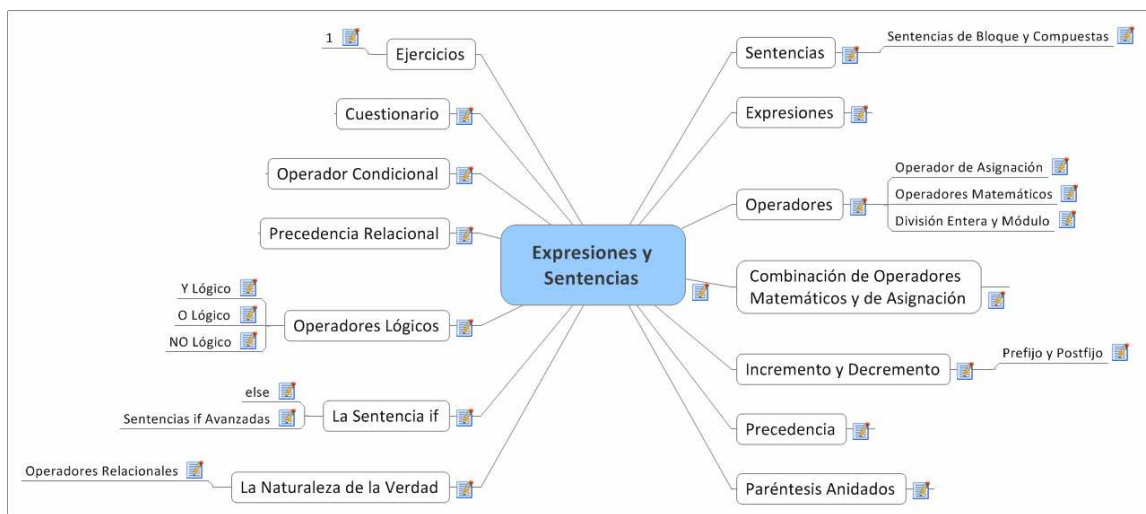 Expresiones y
Sentencias
Sentencias
Sentencias de Bloque y Compuestas
Expresiones
Operadores
Operador de Asignación
Operadores Matemáticos
División Entera y Módulo
Combinación de Operadores
Matemáticos y de Asignación
Incremento y Decremento
Prefijo y Postfijo
Precedencia
Paréntesis Anidados
Ejercicios
1
Cuestionario
Operador Condicional
Precedencia Relacional
Operadores Lógicos
Y Lógico
O Lógico
NO Lógico
La Sentencia if
else
Sentencias if Avanzadas
La Naturaleza de la Verdad
Operadores Relacionales